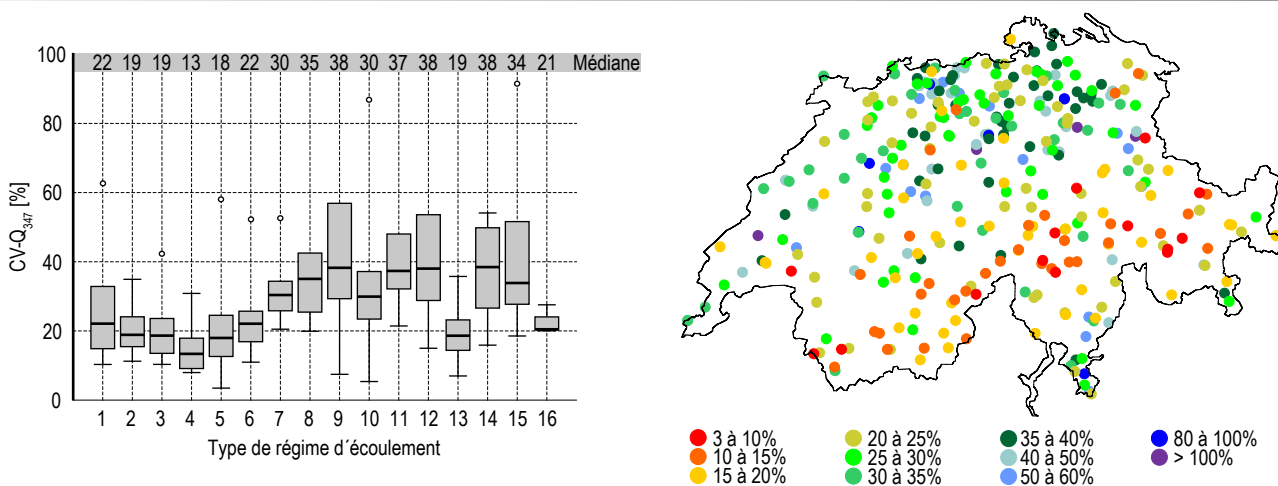 100
22 19 19 13 18 22 30 35 38 30 37 38 19 38 34 21 Médiane
80
60
40
20
0
CV-Q347 [%]
1 2 3 4 5 6 7 8 9 10 11 12 13 14 15 16
Type de régime d´écoulement
3 à 10% 20 à 25% 35 à 40% 80 à 100%
10 à 15% 25 à 30% 40 à 50% > 100%
15 à 20% 30 à 35% 50 à 60%